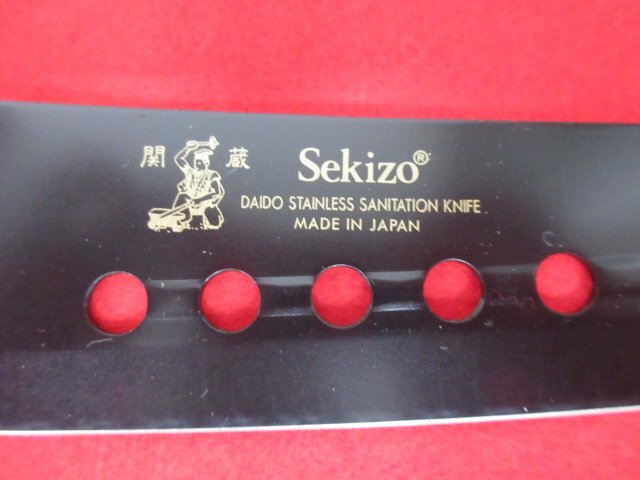 関 蔵
Sekizo®
DAIDO STAINLESS SANITATION KNIFE
MADE IN JAPAN